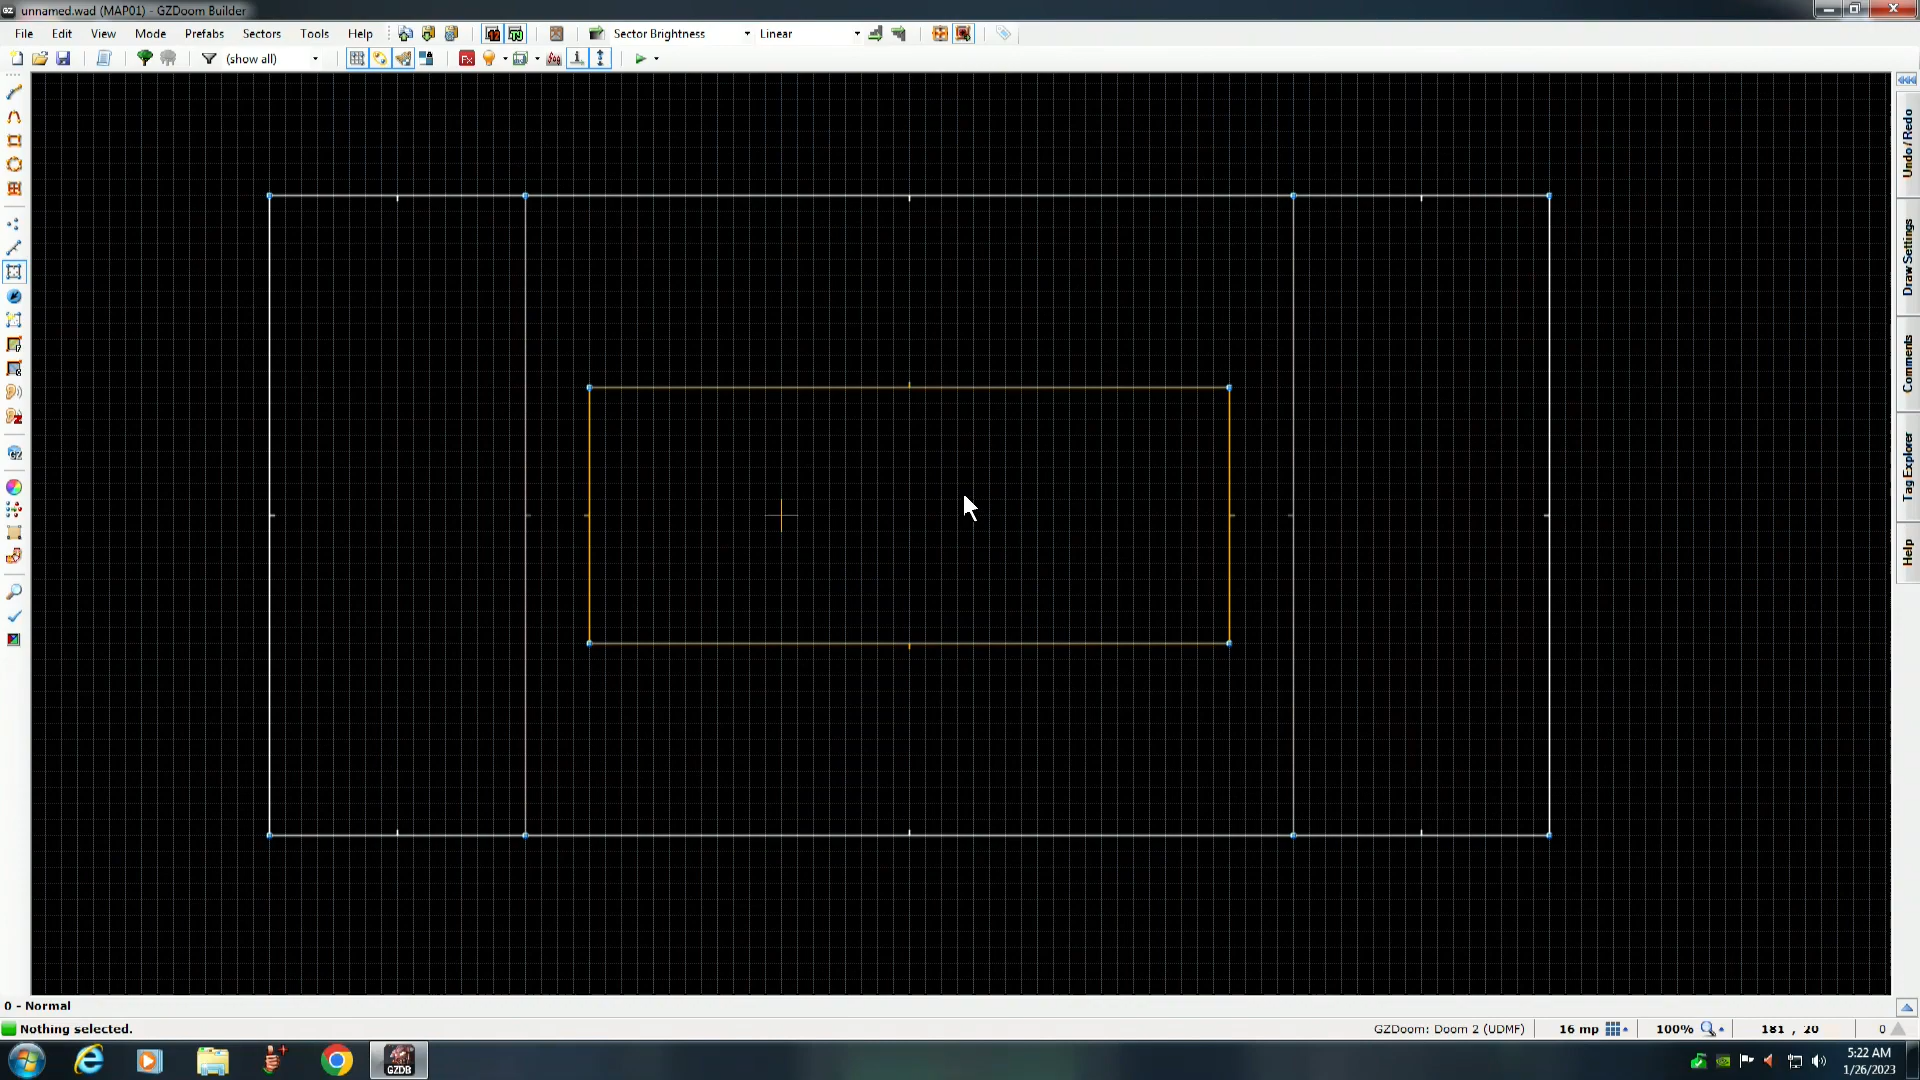 unnamed.wad (MAP01) - GZDoom Builder
File Edit View Mode Prefabs Sectors Tools Help Sector Brightness Linear
(show all)
Fx
Undo / Redo
Draw Settings
Comments
Tag Explorer
Help
0 - Normal
Nothing selected.
GZDoom: Doom 2 (UDMF) 16 mp 100% 181 , 20 0
GZDB
5:22 AM
1/26/2023